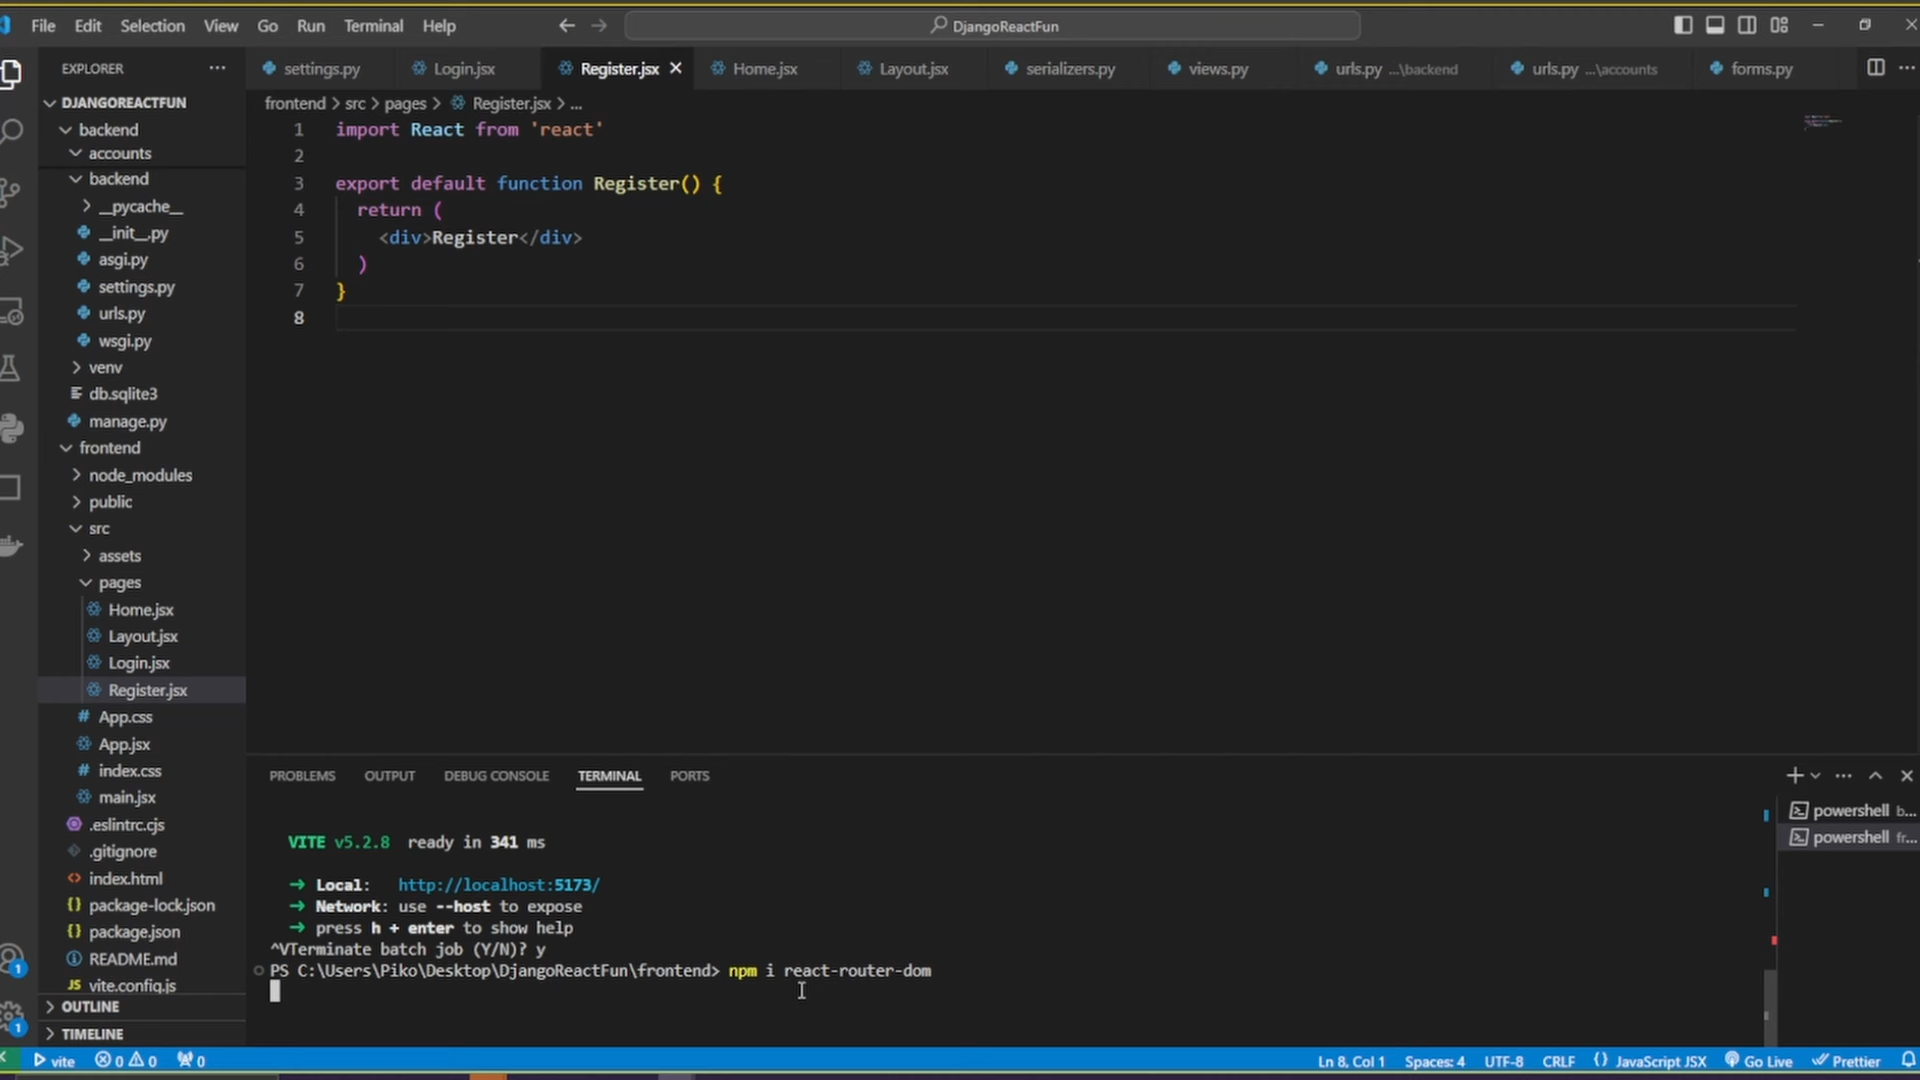 File Edit Selection View Go Run Terminal Help
DjangoReactFun
EXPLORER
settings.py Login.jsx Register.jsx Home.jsx Layout.jsx serializers.py views.py urls.py ...\backend urls.py ...\accounts forms.py
frontend > src > pages > Register.jsx > ...
DJANGOREACTFUN
backend
accounts
backend
__pycache__
__init__.py
asgi.py
settings.py
urls.py
wsgi.py
venv
db.sqlite3
manage.py
frontend
node_modules
public
src
assets
pages
Home.jsx
Layout.jsx
Login.jsx
Register.jsx
App.css
App.jsx
index.css
main.jsx
.eslintrc.cjs
.gitignore
index.html
package-lock.json
package.json
README.md
vite.config.js
OUTLINE
TIMELINE
1 import React from 'react'
2
3 export default function Register() {
4 return (
5 <div>Register</div>
6 )
7 }
8
PROBLEMS OUTPUT DEBUG CONSOLE TERMINAL PORTS
VITE v5.2.8 ready in 341 ms
➜ Local: http://localhost:5173/
➜ Network: use --host to expose
➜ press h + enter to show help
^VTerminate batch job (Y/N)? y
PS C:\Users\Piko\Desktop\DjangoReactFun\frontend> npm i react-router-dom
powershell b...
powershell fr...
1
1
vite 0 0 0
Ln 8, Col 1 Spaces: 4 UTF-8 CRLF {} JavaScript JSX Go Live Prettier